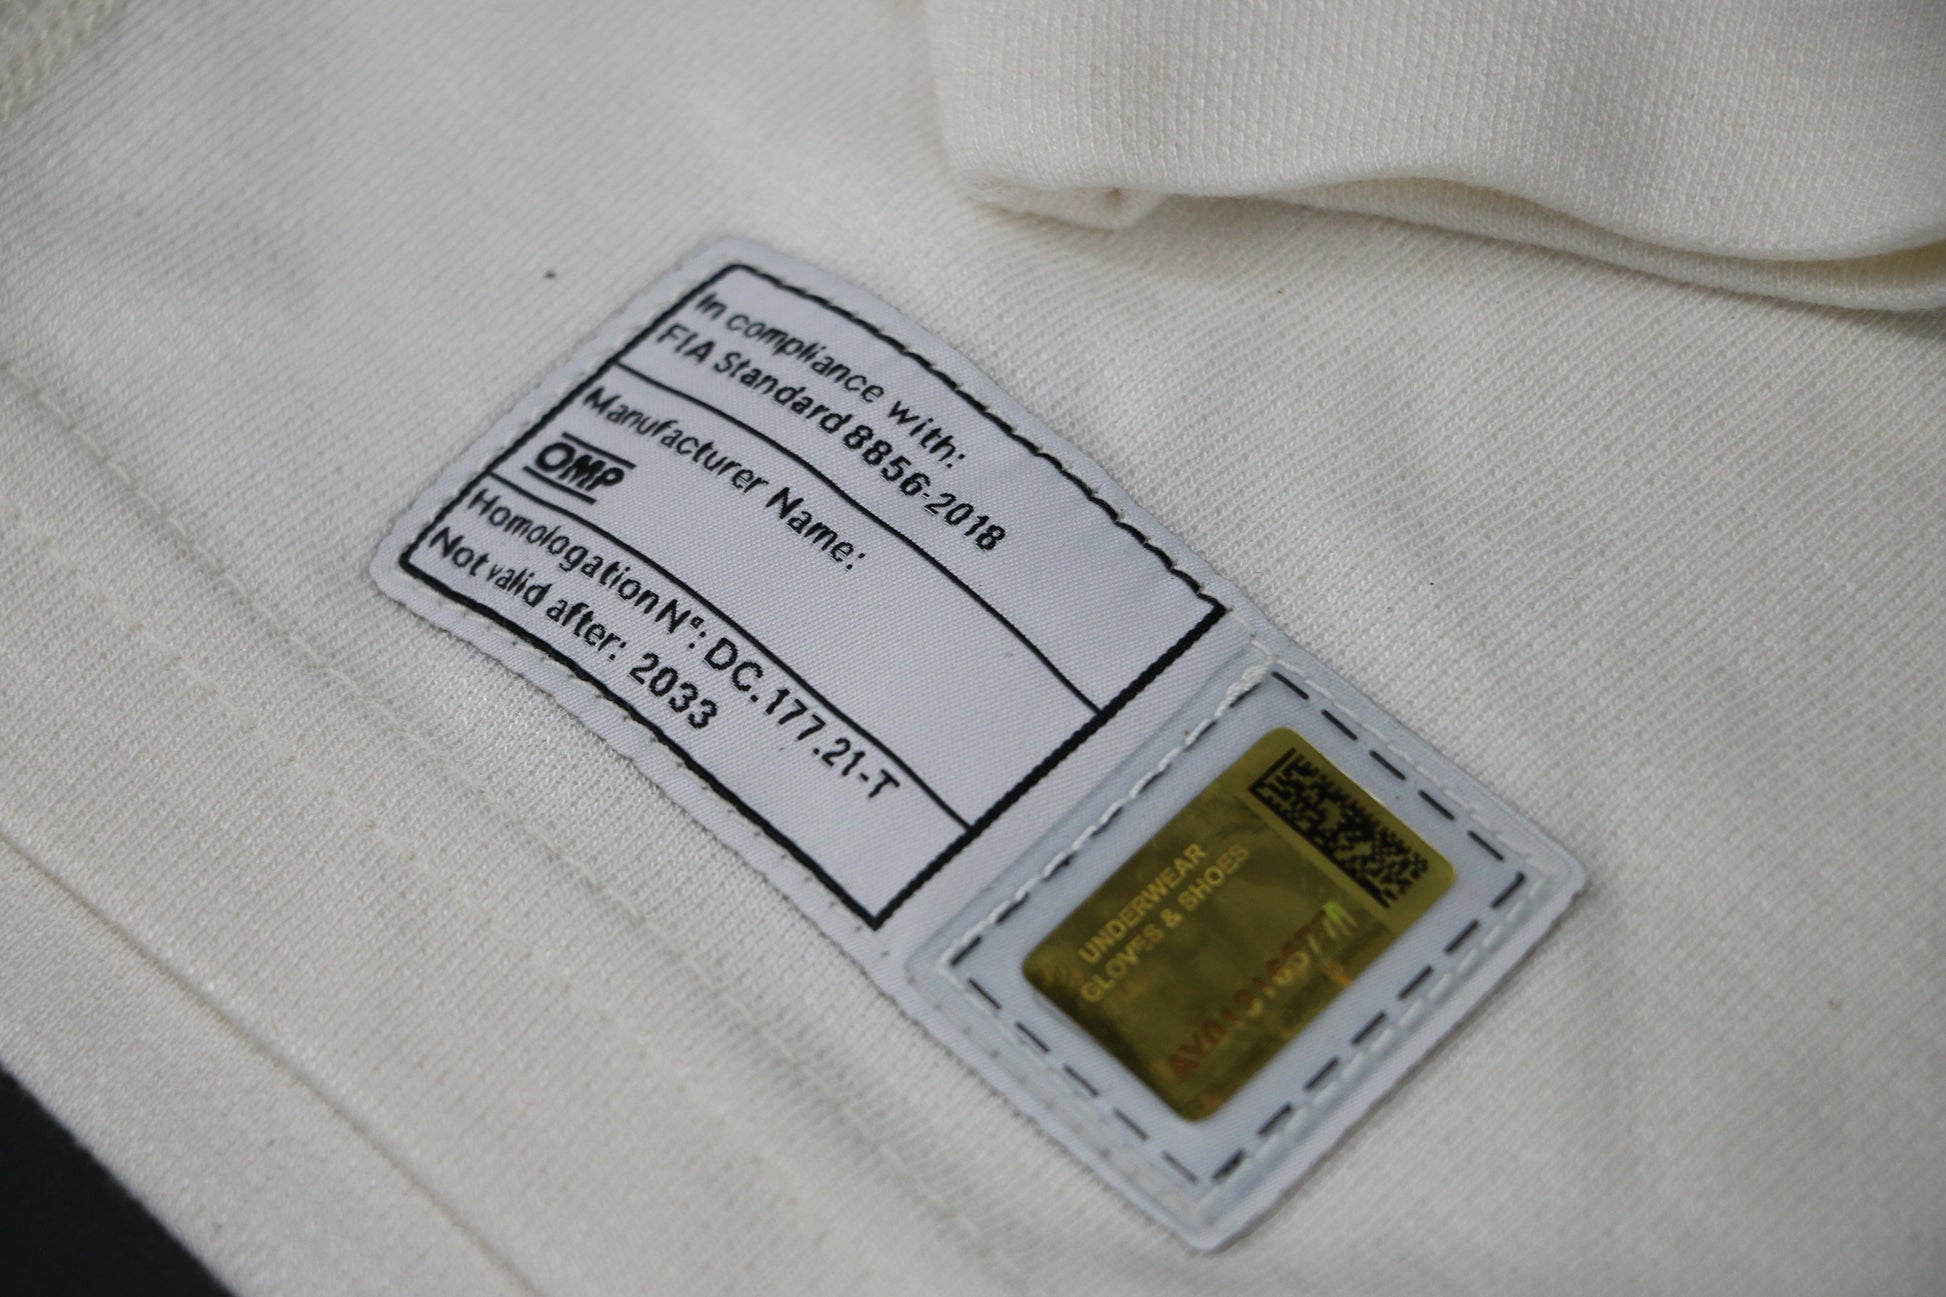 In compliance with:
FIA Standard 8856-2018
Manufacturer Name:
OMP
Homologation N°: DC.177.21-T
Not valid after: 2033
UNDERWEAR
GLOVES & SHOES